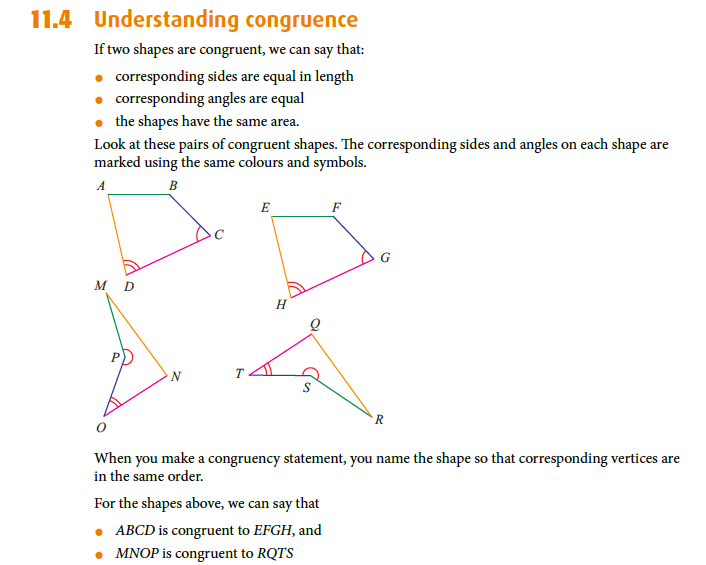 11.4 Understanding congruence
If two shapes are congruent, we can say that:
• corresponding sides are equal in length
• corresponding angles are equal
• the shapes have the same area.
Look at these pairs of congruent shapes. The corresponding sides and angles on each shape are
marked using the same colours and symbols.
A B
E F
C
G
M D
H
Q
P
N T
S
R
O
When you make a congruency statement, you name the shape so that corresponding vertices are
in the same order.
For the shapes above, we can say that
• ABCD is congruent to EFGH, and
• MNOP is congruent to RQTS